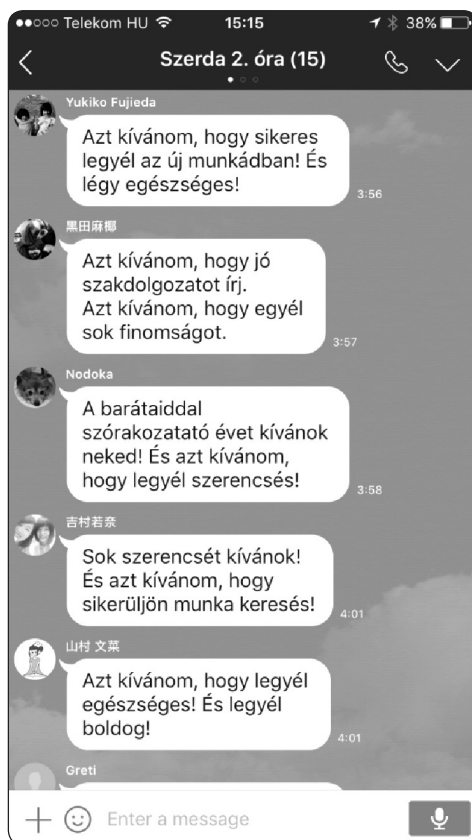 Telekom HU 15:15 38%
Szerda 2. óra (15)
Yukiko Fujieda
Azt kívánom, hogy sikeres
legyél az új munkádban! És
légy egészséges!
3:56
黒田麻椰
Azt kívánom, hogy jó
szakdolgozatot írj.
Azt kívánom, hogy egyél
sok finomságot.
3:57
Nodoka
A barátaiddal
szórakozatató évet kívánok
neked! És azt kívánom,
hogy legyél szerencsés!
3:58
吉村若奈
Sok szerencsét kívánok!
És azt kívánom, hogy
sikerüljön munka keresés!
4:01
山村 文菜
Azt kívánom, hogy legyél
egészséges! És legyél
boldog!
4:01
Greti
Enter a message